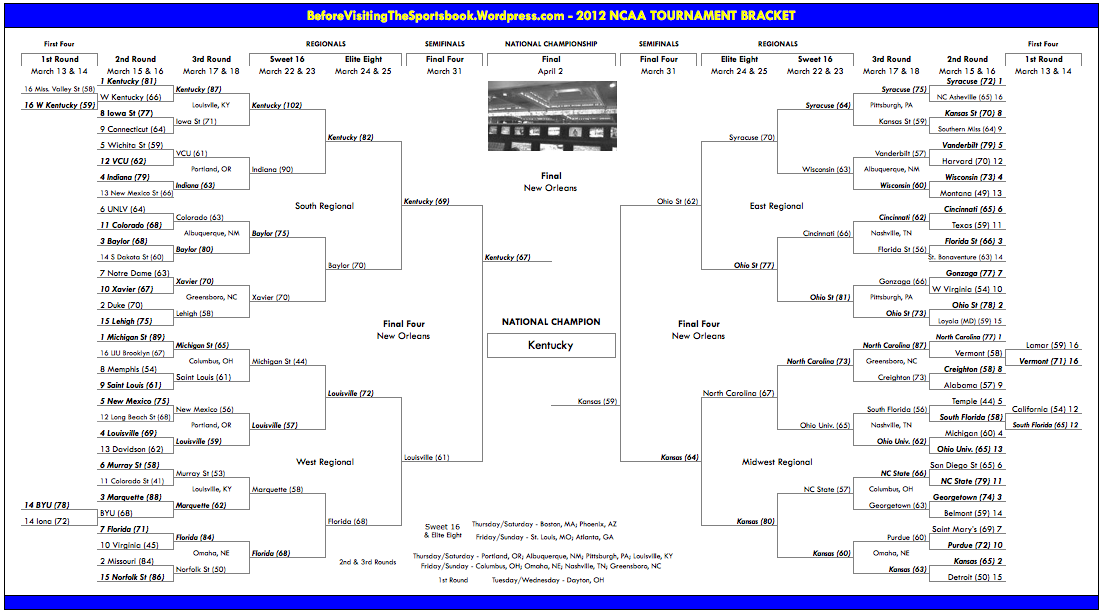 BeforeVisitingTheSportsbook.Wordpress.com - 2012 NCAA TOURNAMENT BRACKET
First Four
REGIONALS
SEMIFINALS
NATIONAL CHAMPIONSHIP
SEMIFINALS
REGIONALS
First Four
1st Round
2nd Round
3rd Round
Sweet 16
Elite Eight
Final Four
Final
Final Four
Elite Eight
Sweet 16
3rd Round
2nd Round
1st Round
March 13 & 14
March 15 & 16
March 17 & 18
March 22 & 23
March 24 & 25
March 31
April 2
March 31
March 24 & 25
March 22 & 23
March 17 & 18
March 15 & 16
March 13 & 14
16 Miss. Valley St (58)
16 W Kentucky (59)
14 BYU (78)
14 Iona (72)
1 Kentucky (81)
W Kentucky (66)
8 Iowa St (77)
9 Connecticut (64)
5 Wichita St (59)
12 VCU (62)
4 Indiana (79)
13 New Mexico St (66)
6 UNLV (64)
11 Colorado (68)
3 Baylor (68)
14 S Dakota St (60)
7 Notre Dame (63)
10 Xavier (67)
2 Duke (70)
15 Lehigh (75)
1 Michigan St (89)
16 LIU Brooklyn (67)
8 Memphis (54)
9 Saint Louis (61)
5 New Mexico (75)
12 Long Beach St (68)
4 Louisville (69)
13 Davidson (62)
6 Murray St (58)
11 Colorado St (41)
3 Marquette (88)
BYU (68)
7 Florida (71)
10 Virginia (45)
2 Missouri (84)
15 Norfolk St (86)
Kentucky (87)
Louisville, KY
Iowa St (71)
VCU (61)
Portland, OR
Indiana (63)
Colorado (63)
Albuquerque, NM
Baylor (80)
Xavier (70)
Greensboro, NC
Lehigh (58)
Michigan St (65)
Columbus, OH
Saint Louis (61)
New Mexico (56)
Portland, OR
Louisville (59)
Murray St (53)
Louisville, KY
Marquette (62)
Florida (84)
Omaha, NE
Norfolk St (50)
Kentucky (102)
Indiana (90)
South Regional
Baylor (75)
Xavier (70)
Michigan St (44)
Louisville (57)
West Regional
Marquette (58)
Florida (68)
Kentucky (82)
Baylor (70)
Louisville (72)
Florida (68)
Kentucky (69)
Final Four
New Orleans
Louisville (61)
Final
New Orleans
Kentucky (67)
NATIONAL CHAMPION
Kentucky
Kansas (59)
Ohio St (62)
Final Four
New Orleans
Kansas (64)
Syracuse (70)
Ohio St (77)
North Carolina (67)
Kansas (80)
Syracuse (64)
Wisconsin (63)
East Regional
Cincinnati (66)
Ohio St (81)
North Carolina (73)
Ohio Univ. (65)
Midwest Regional
NC State (57)
Kansas (60)
Syracuse (75)
Pittsburgh, PA
Kansas St (59)
Vanderbilt (57)
Albuquerque, NM
Wisconsin (60)
Cincinnati (62)
Nashville, TN
Florida St (56)
Gonzaga (66)
Pittsburgh, PA
Ohio St (73)
North Carolina (87)
Greensboro, NC
Creighton (73)
South Florida (56)
Nashville, TN
Ohio Univ. (62)
NC State (66)
Columbus, OH
Georgetown (63)
Purdue (60)
Omaha, NE
Kansas (63)
Syracuse (72) 1
NC Asheville (65) 16
Kansas St (70) 8
Southern Miss (64) 9
Vanderbilt (79) 5
Harvard (70) 12
Wisconsin (73) 4
Montana (49) 13
Cincinnati (65) 6
Texas (59) 11
Florida St (66) 3
St. Bonaventure (63) 14
Gonzaga (77) 7
W Virginia (54) 10
Ohio St (78) 2
Loyola (MD) (59) 15
North Carolina (77) 1
Vermont (58)
Creighton (58) 8
Alabama (57) 9
Temple (44) 5
South Florida (58)
Michigan (60) 4
Ohio Univ. (65) 13
San Diego St (65) 6
NC State (79) 11
Georgetown (74) 3
Belmont (59) 14
Saint Mary's (69) 7
Purdue (72) 10
Kansas (65) 2
Detroit (50) 15
Lamar (59) 16
Vermont (71) 16
California (54) 12
South Florida (65) 12
Sweet 16
& Elite Eight
Thursday/Saturday - Boston, MA; Phoenix, AZ
Friday/Sunday - St. Louis, MO; Atlanta, GA
2nd & 3rd Rounds
Thursday/Saturday - Portland, OR; Albuquerque, NM; Pittsburgh, PA; Louisville, KY
Friday/Sunday - Columbus, OH; Omaha, NE; Nashville, TN; Greensboro, NC
1st Round
Tuesday/Wednesday - Dayton, OH